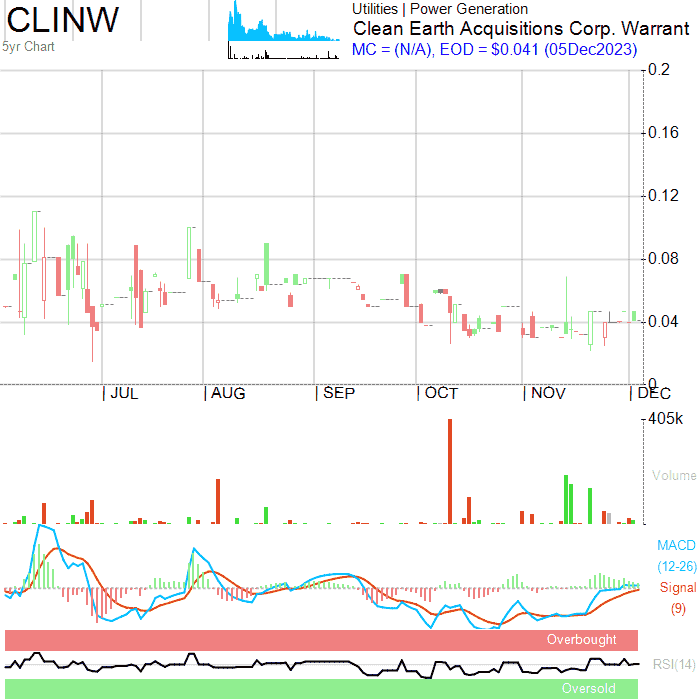 CLINW
5yr Chart
Utilities | Power Generation
Clean Earth Acquisitions Corp. Warrant
MC = (N/A), EOD = $0.041 (05Dec2023)
0.2
0.16
0.12
0.08
0.04
0
| JUL | AUG | SEP | OCT | NOV | DEC
405k
Volume
MACD
(12-26)
Signal
(9)
Overbought
RSI(14)
Oversold